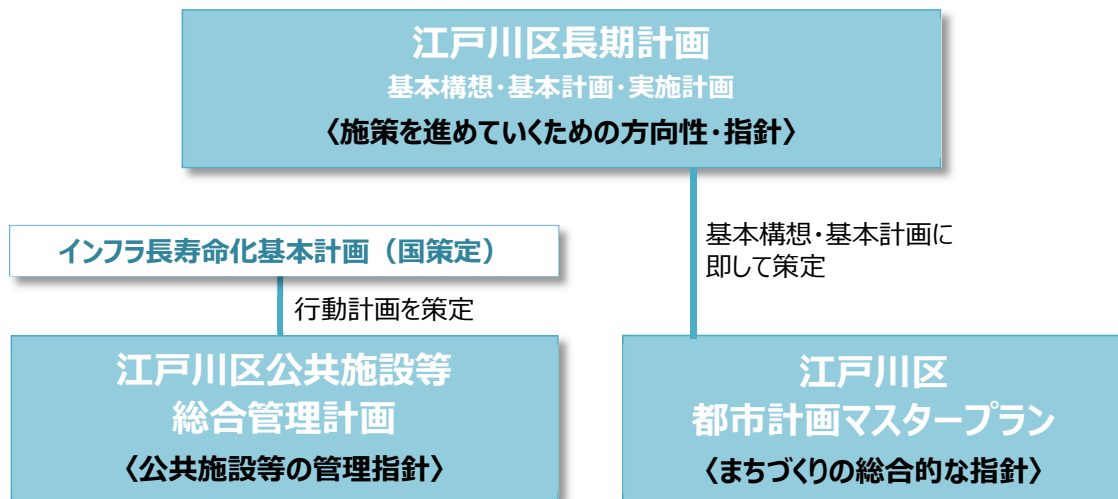 江戸川区長期計画
基本構想・基本計画・実施計画
〈施策を進めていくための方向性・指針〉
インフラ長寿命化基本計画（国策定）
行動計画を策定
基本構想・基本計画に
即して策定
江戸川区公共施設等
総合管理計画
〈公共施設等の管理指針〉
江戸川区
都市計画マスタープラン
〈まちづくりの総合的な指針〉